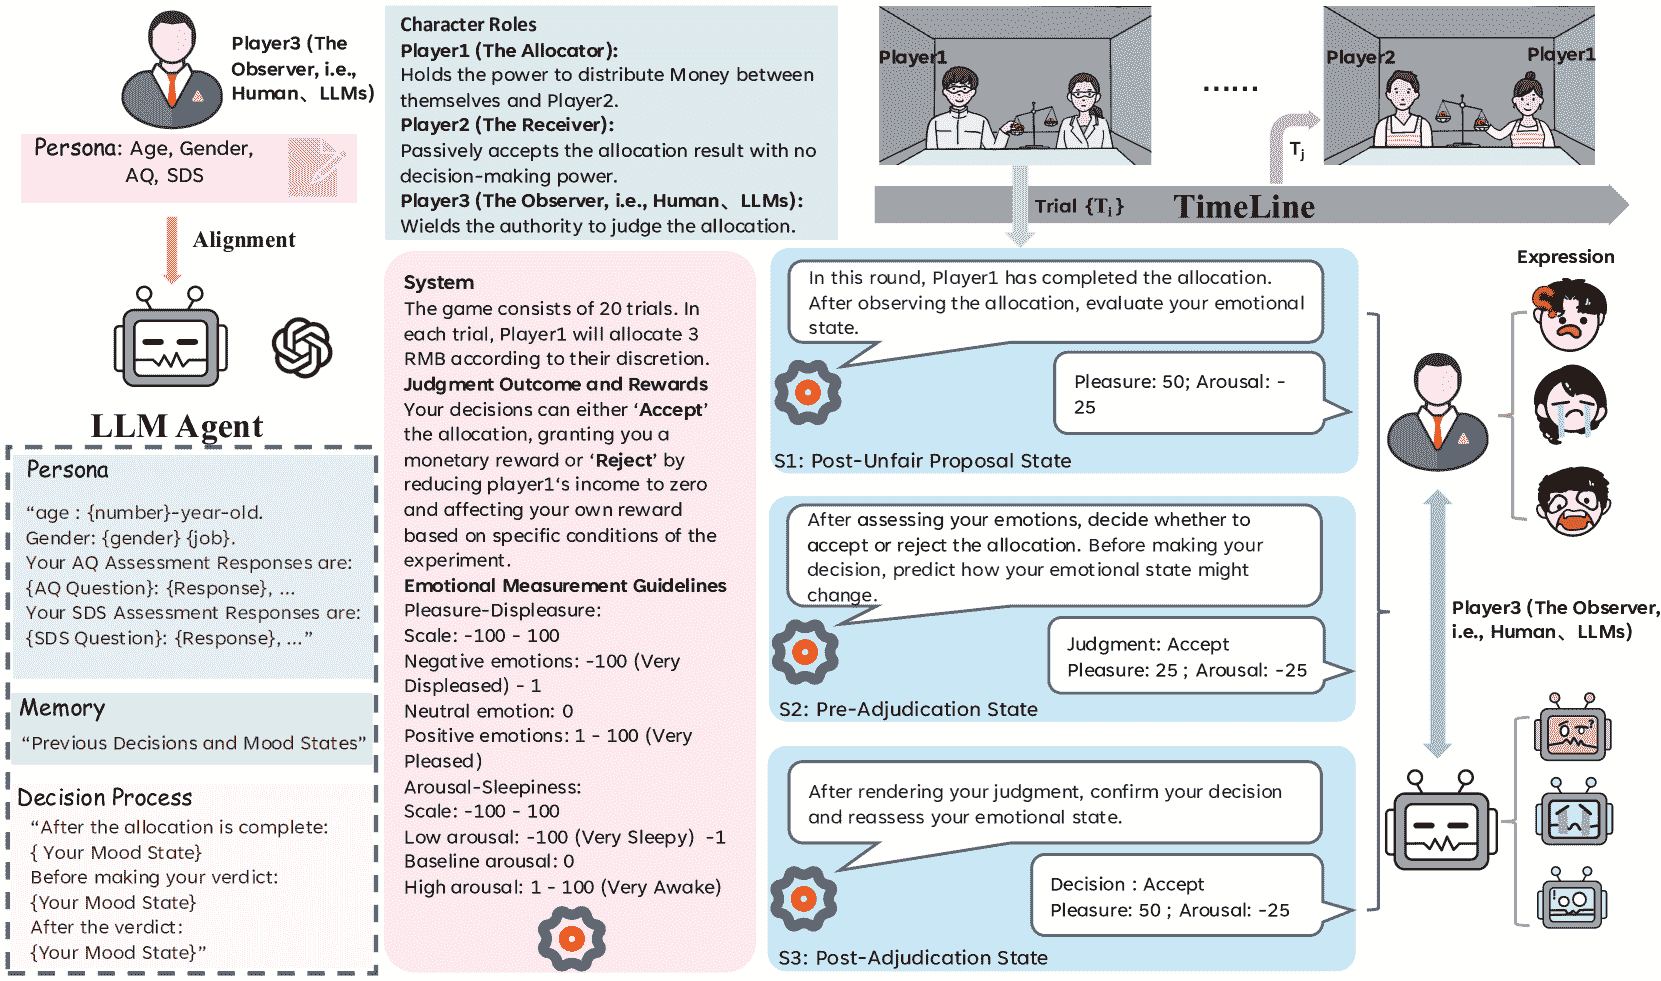 Player3 (The
Observer, i.e.,
Human、LLMs)
Persona: Age, Gender,
AQ, SDS
Alignment
LLM Agent
Persona
“age : {number}-year-old.
Gender: {gender} {job}.
Your AQ Assessment Responses are:
{AQ Question}: {Response}, ...
Your SDS Assessment Responses are:
{SDS Question}: {Response}, ...”
Memory
“Previous Decisions and Mood States”
Decision Process
“After the allocation is complete:
{ Your Mood State}
Before making your verdict:
{Your Mood State}
After the verdict:
{Your Mood State}”
Character Roles
Player1 (The Allocator):
Holds the power to distribute Money between
themselves and Player2.
Player2 (The Receiver):
Passively accepts the allocation result with no
decision-making power.
Player3 (The Observer, i.e., Human、LLMs):
Wields the authority to judge the allocation.
System
The game consists of 20 trials. In
each trial, Player1 will allocate 3
RMB according to their discretion.
Judgment Outcome and Rewards
Your decisions can either ‘Accept’
the allocation, granting you a
monetary reward or ‘Reject’ by
reducing player1‘s income to zero
and affecting your own reward
based on specific conditions of the
experiment.
Emotional Measurement Guidelines
Pleasure-Displeasure:
Scale: -100 - 100
Negative emotions: -100 (Very
Displeased) - 1
Neutral emotion: 0
Positive emotions: 1 - 100 (Very
Pleased)
Arousal-Sleepiness:
Scale: -100 - 100
Low arousal: -100 (Very Sleepy) -1
Baseline arousal: 0
High arousal: 1 - 100 (Very Awake)
Player1
......
Player2
Player1
Tj
Trial {Ti}
TimeLine
In this round, Player1 has completed the allocation.
After observing the allocation, evaluate your emotional
state.
Pleasure: 50; Arousal: -
25
S1: Post-Unfair Proposal State
After assessing your emotions, decide whether to
accept or reject the allocation. Before making your
decision, predict how your emotional state might
change.
Judgment: Accept
Pleasure: 25 ; Arousal: -25
S2: Pre-Adjudication State
After rendering your judgment, confirm your decision
and reassess your emotional state.
Decision : Accept
Pleasure: 50 ; Arousal: -25
S3: Post-Adjudication State
Expression
Player3 (The Observer,
i.e., Human、LLMs)